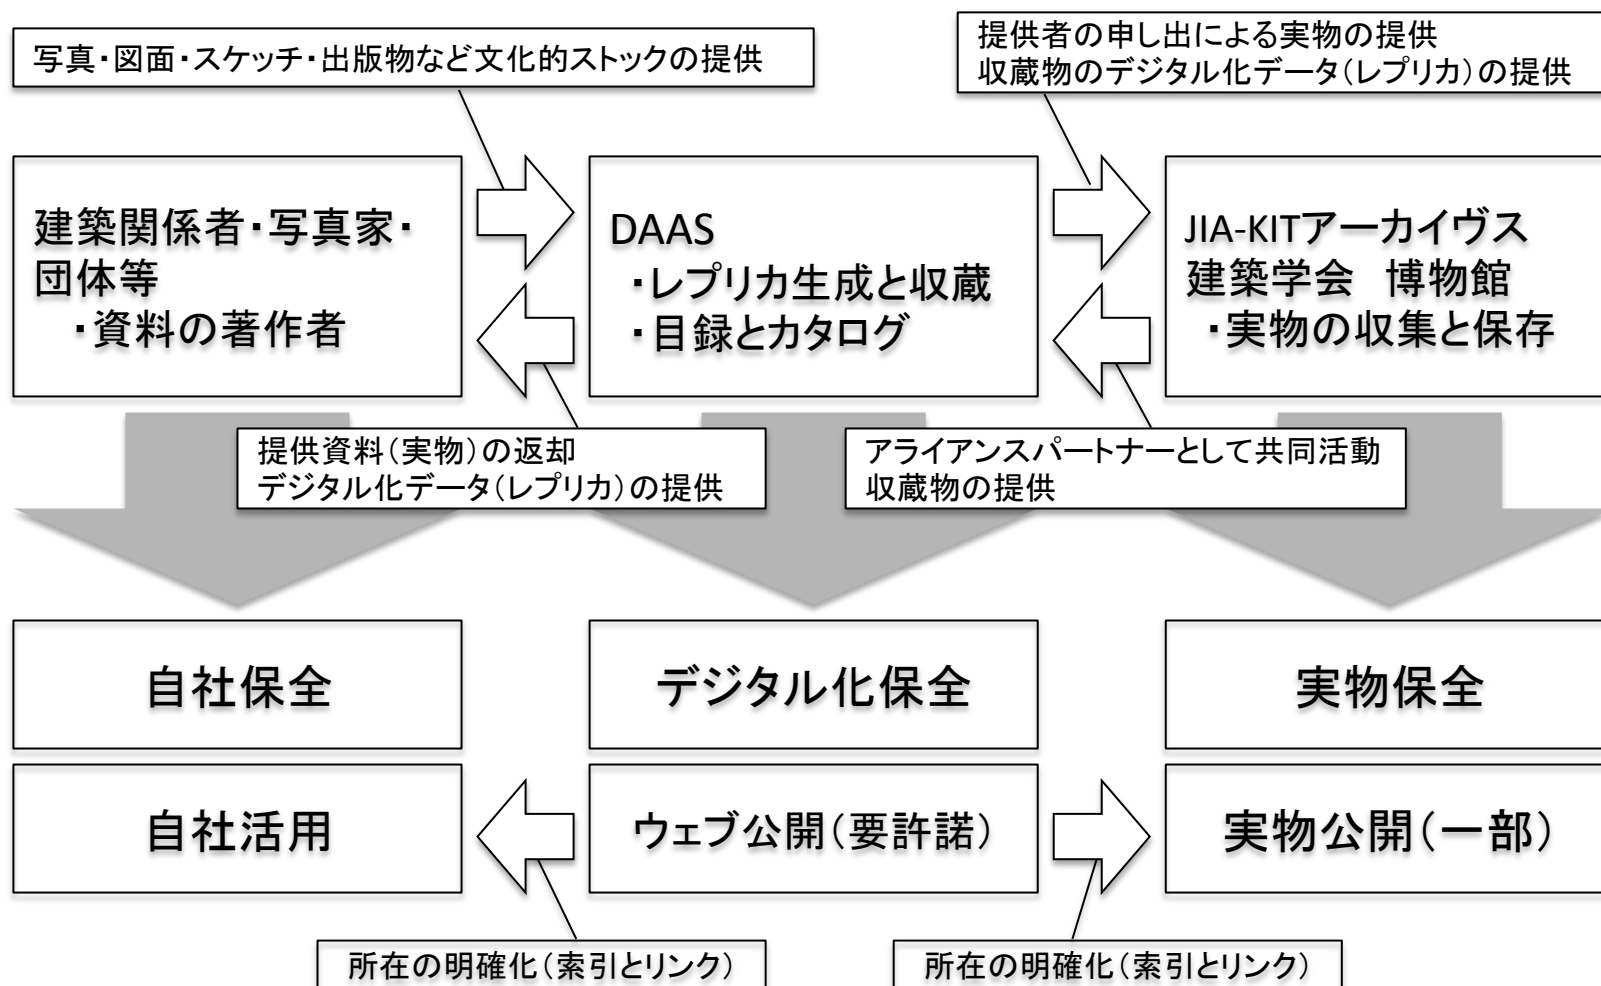 写真・図面・スケッチ・出版物など文化的ストックの提供
提供者の申し出による実物の提供
収蔵物のデジタル化データ(レプリカ)の提供
建築関係者・写真家・
団体等
・資料の著作者
DAAS
・レプリカ生成と収蔵
・目録とカタログ
JIA-KITアーカイヴス
建築学会　博物館
・実物の収集と保存
提供資料(実物)の返却
デジタル化データ(レプリカ)の提供
アライアンスパートナーとして共同活動
収蔵物の提供
自社保全
デジタル化保全
実物保全
自社活用
ウェブ公開(要許諾)
実物公開(一部)
所在の明確化(索引とリンク)
所在の明確化(索引とリンク)